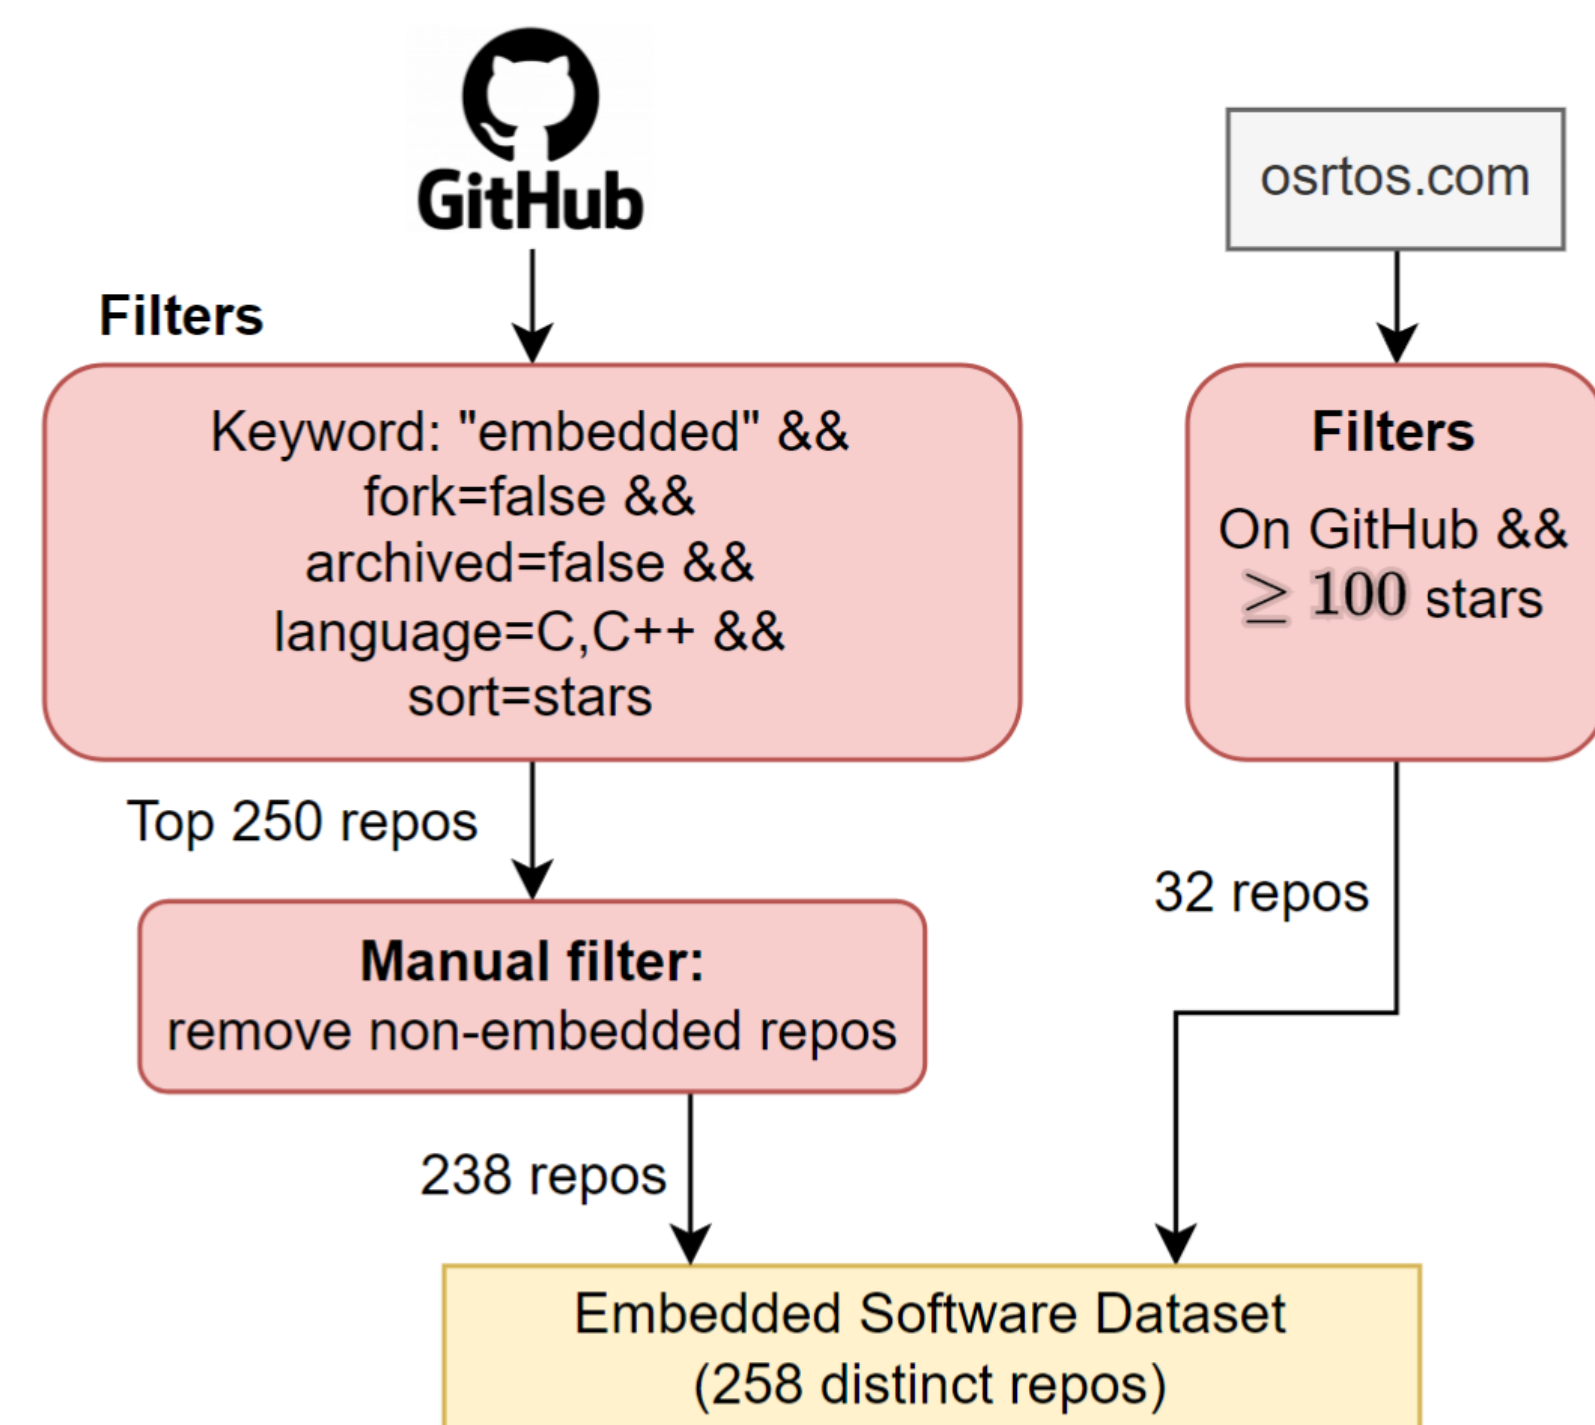 GitHub
osrtos.com
Filters
Keyword: "embedded" &&
fork=false &&
archived=false &&
language=C,C++ &&
sort=stars
Filters
On GitHub &&
≥ 100 stars
Top 250 repos
32 repos
Manual filter:
remove non-embedded repos
238 repos
Embedded Software Dataset
(258 distinct repos)